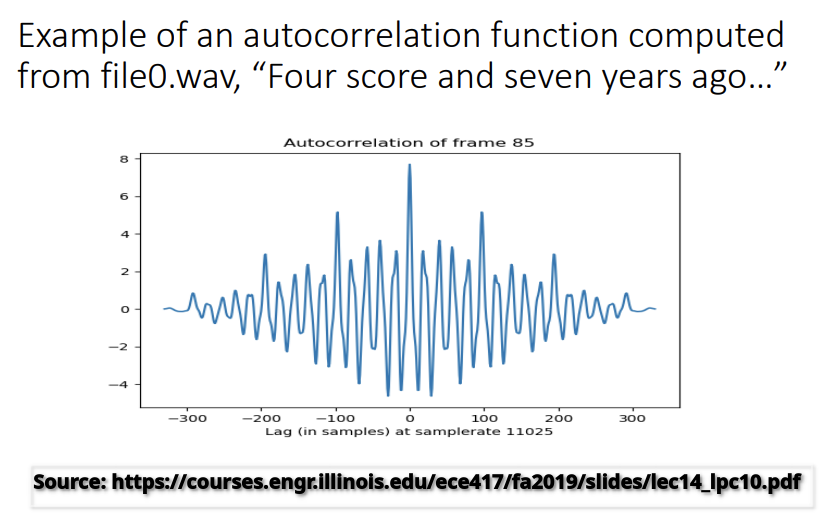 Example of an autocorrelation function computed
from file0.wav, “Four score and seven years ago…”
Autocorrelation of frame 85
8
6
4
2
0
−2
−4
−300 −200 −100 0 100 200 300
Lag (in samples) at samplerate 11025
Source: https://courses.engr.illinois.edu/ece417/fa2019/slides/lec14_lpc10.pdf